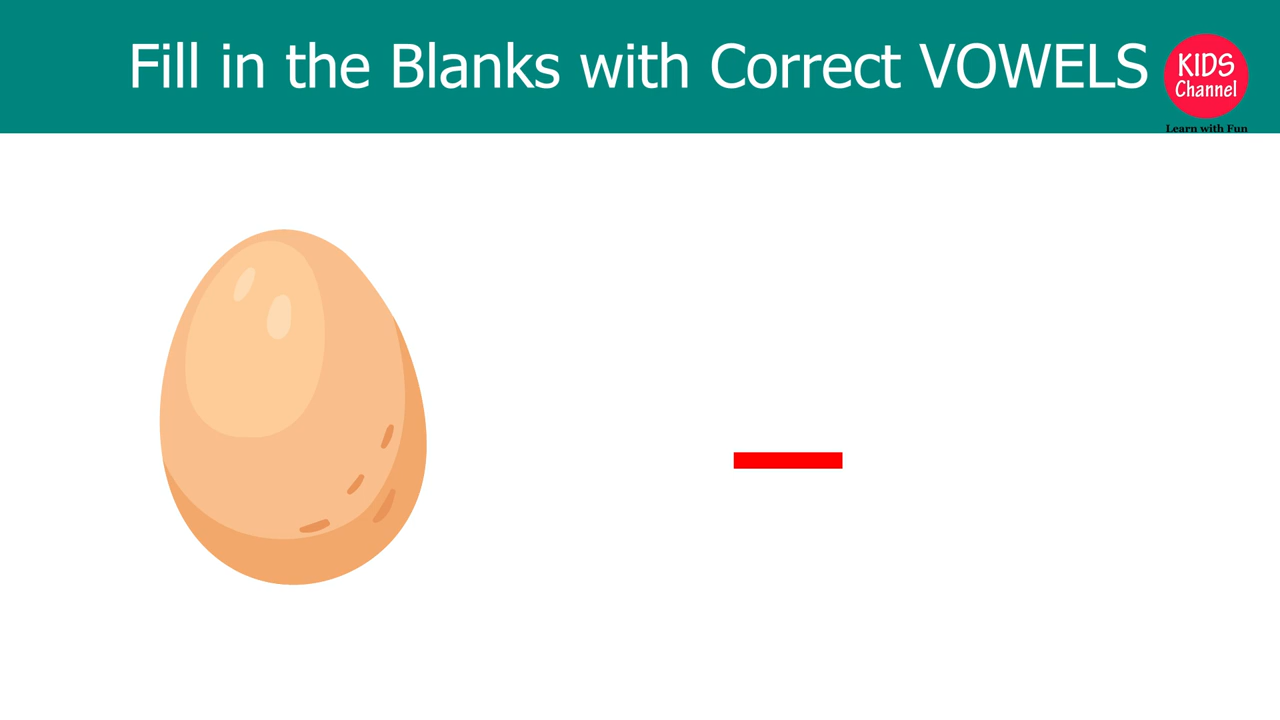 Fill in the Blanks with Correct VOWELS
KIDS
Channel
Learn with Fun